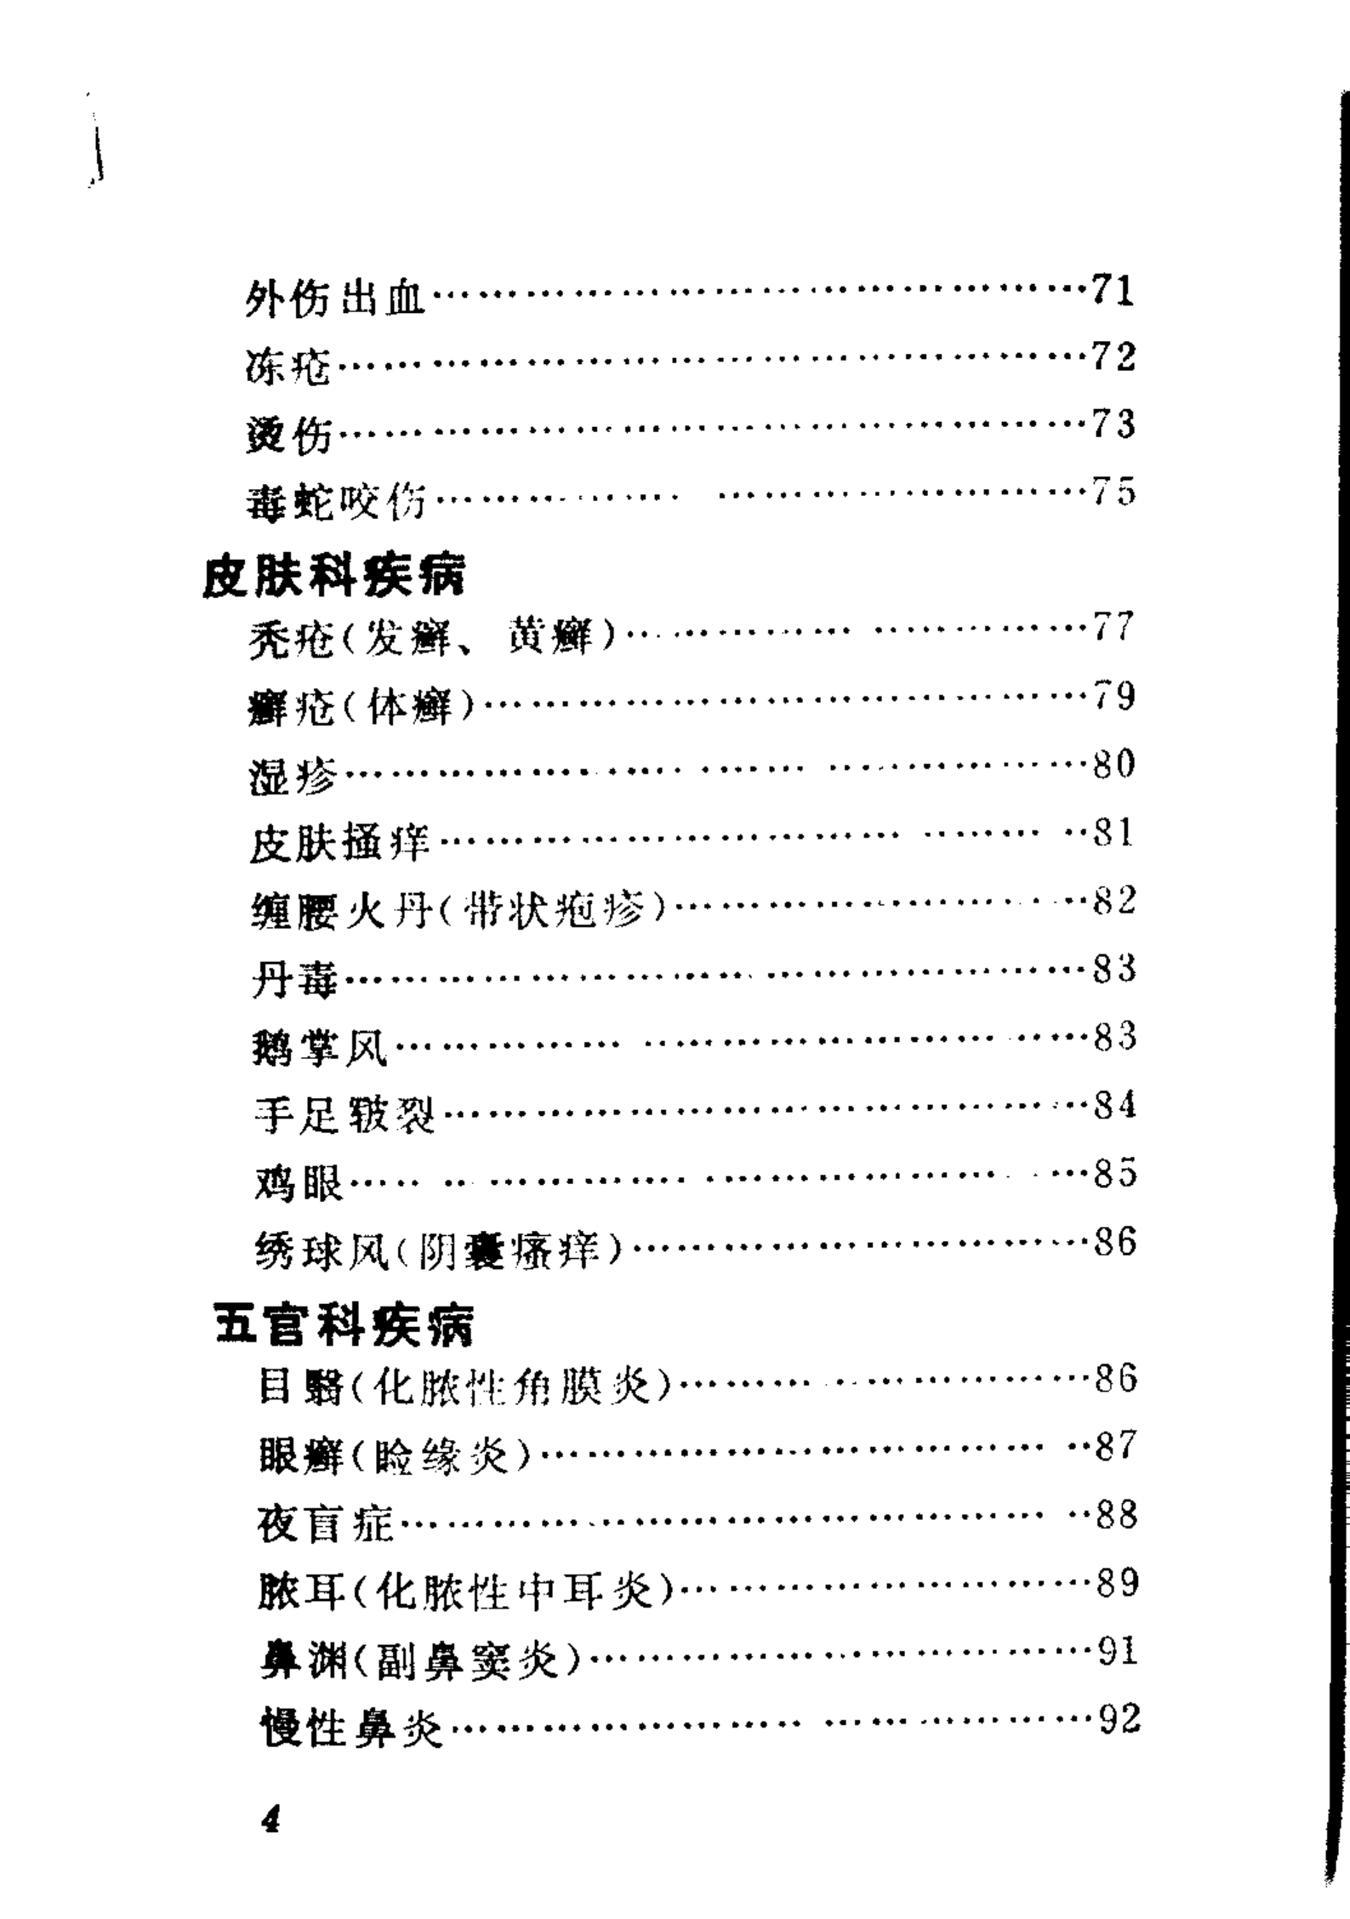 外伤出血……………………………………71
冻疮……………………………………72
烫伤……………………………………73
毒蛇咬伤……………………………………75
皮肤科疾病
秃疮(发癣、黄癣)……………………………77
癣疮(体癣)……………………………………79
湿疹……………………………………80
皮肤搔痒……………………………………81
缠腰火丹(带状疱疹)…………………………82
丹毒……………………………………83
鹅掌风……………………………………83
手足皲裂……………………………………84
鸡眼……………………………………85
绣球风(阴囊瘙痒)……………………………86
五官科疾病
目翳(化脓性角膜炎)…………………………86
眼癣(睑缘炎)…………………………………87
夜盲症……………………………………88
脓耳(化脓性中耳炎)…………………………89
鼻渊(副鼻窦炎)………………………………91
慢性鼻炎……………………………………92
4